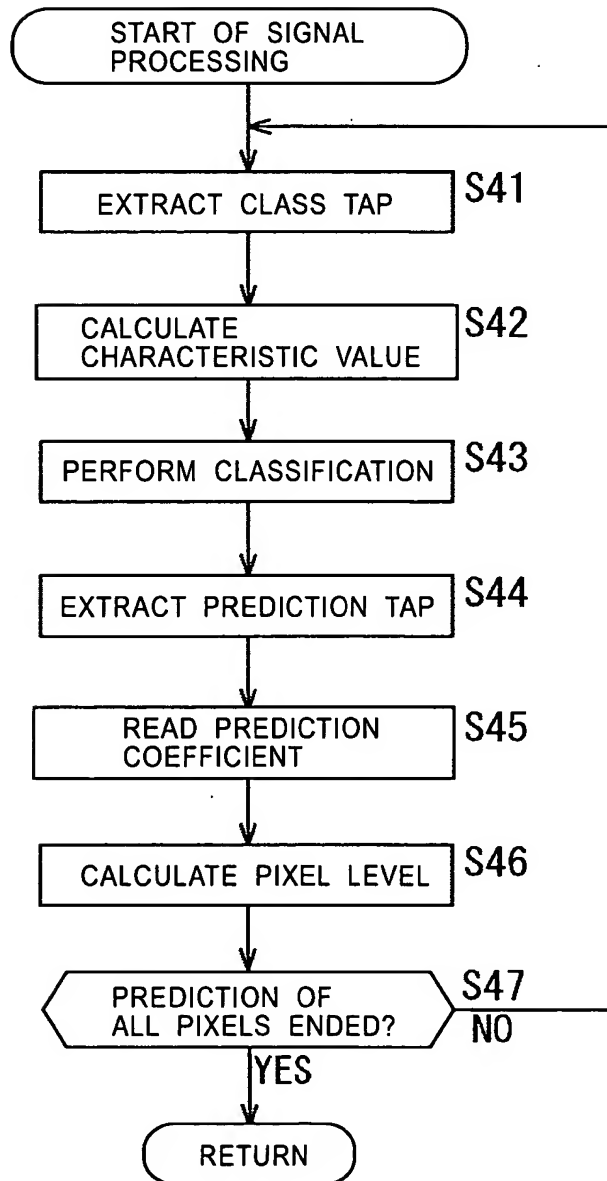 START OF SIGNAL
PROCESSING
EXTRACT CLASS TAP
S41
CALCULATE
CHARACTERISTIC VALUE
S42
PERFORM CLASSIFICATION
S43
EXTRACT PREDICTION TAP
S44
READ PREDICTION
COEFFICIENT
S45
CALCULATE PIXEL LEVEL
S46
PREDICTION OF
ALL PIXELS ENDED?
S47
NO
YES
RETURN